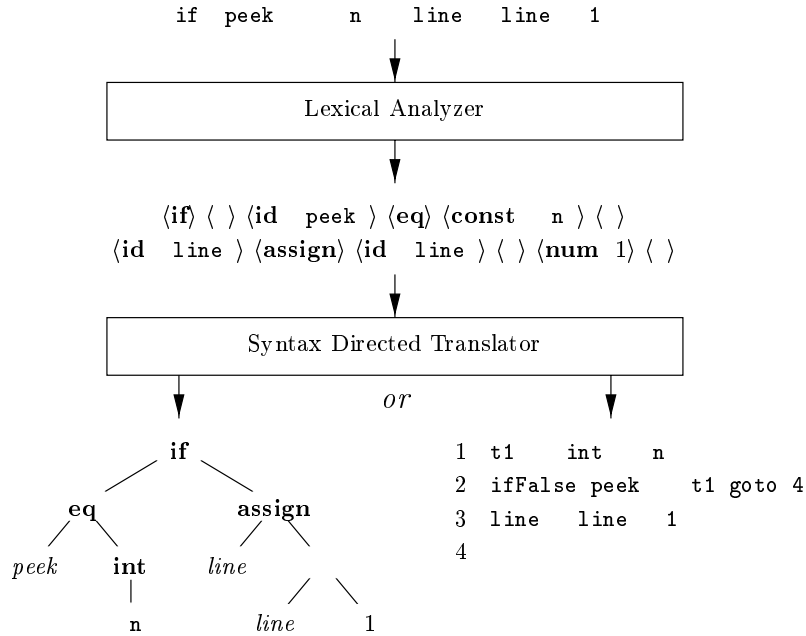 if peek n line line 1
Lexical Analyzer
⟨if⟩ ⟨ ⟩ ⟨id peek ⟩ ⟨eq⟩ ⟨const n ⟩ ⟨ ⟩
⟨id line ⟩ ⟨assign⟩ ⟨id line ⟩ ⟨ ⟩ ⟨num 1⟩ ⟨ ⟩
Syntax Directed Translator
or
if
eq assign
peek int line
n line 1
1 t1 int n
2 ifFalse peek t1 goto 4
3 line line 1
4